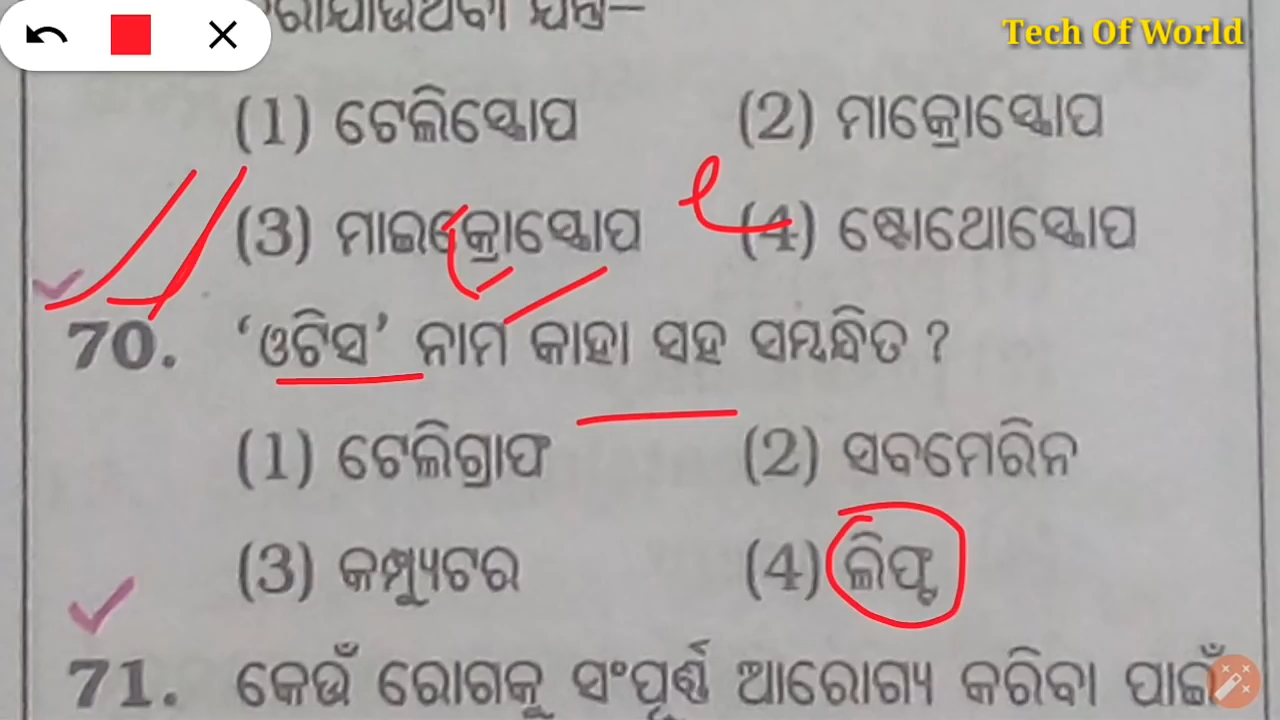 Tech Of World
ଯନ୍ତ୍ର–
(1) ଟେଲିସ୍କୋପ (2) ମାକ୍ରୋସ୍କୋପ
(3) ମାଇକ୍ରୋସ୍କୋପ (4) ଷ୍ଟୋଥୋସ୍କୋପ
70. ‘ଓଟିସ’ ନାମ କାହା ସହ ସମ୍ବନ୍ଧିତ ?
(1) ଟେଲିଗ୍ରାଫ (2) ସବମେରିନ
(3) କମ୍ପ୍ୟୁଟର (4) ଲିଫ୍ଟ
71. କେଉଁ ରୋଗକୁ ସଂପୂର୍ଣ୍ଣ ଆରୋଗ୍ୟ କରିବା ପାଇଁ